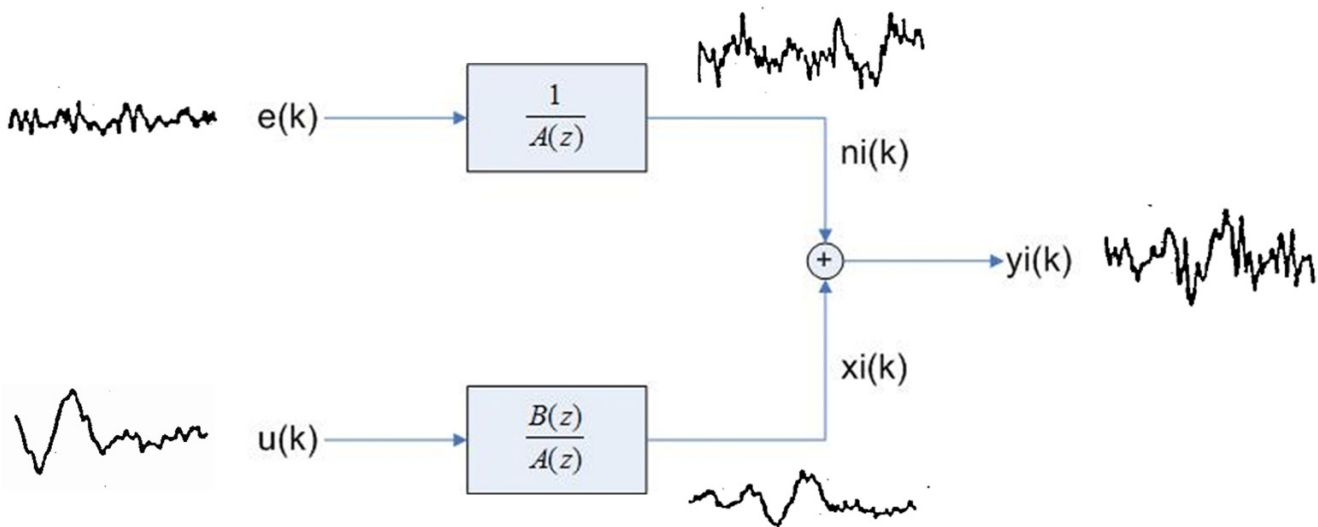 e(k)
1
A(z)
ni(k)
+
yi(k)
xi(k)
u(k)
B(z)
A(z)